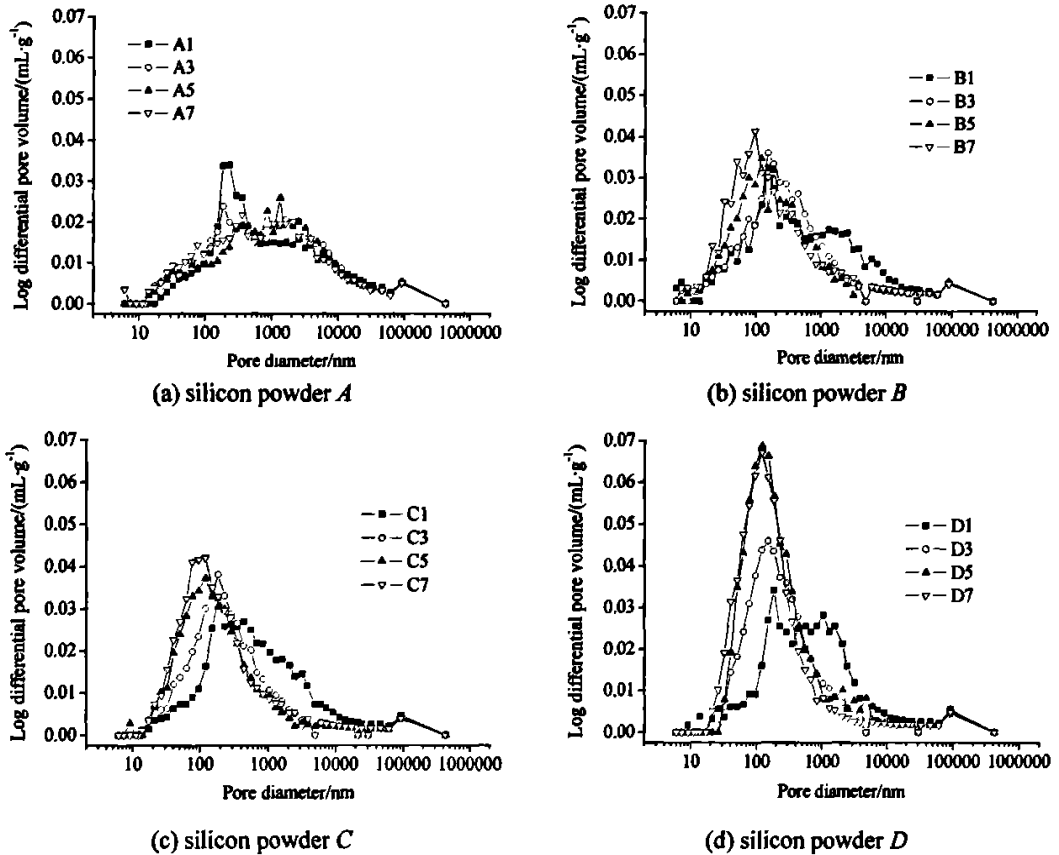 Log differential pore volume/(mL·g⁻¹)
0.07
0.06
0.05
0.04
0.03
0.02
0.01
0.00
A1
A3
A5
A7
10 100 1000 10000 100000 1000000
Pore diameter/nm
(a) silicon powder A
Log differential pore volume/(mL·g⁻¹)
0.07
0.06
0.05
0.04
0.03
0.02
0.01
0.00
B1
B3
B5
B7
10 100 1000 10000 100000 1000000
Pore diameter/nm
(b) silicon powder B
Log differential pore volume/(mL·g⁻¹)
0.07
0.06
0.05
0.04
0.03
0.02
0.01
0.00
C1
C3
C5
C7
10 100 1000 10000 100000 1000000
Pore diameter/nm
(c) silicon powder C
Log differential pore volume/(mL·g⁻¹)
0.07
0.06
0.05
0.04
0.03
0.02
0.01
0.00
D1
D3
D5
D7
10 100 1000 10000 100000 1000000
Pore diameter/nm
(d) silicon powder D